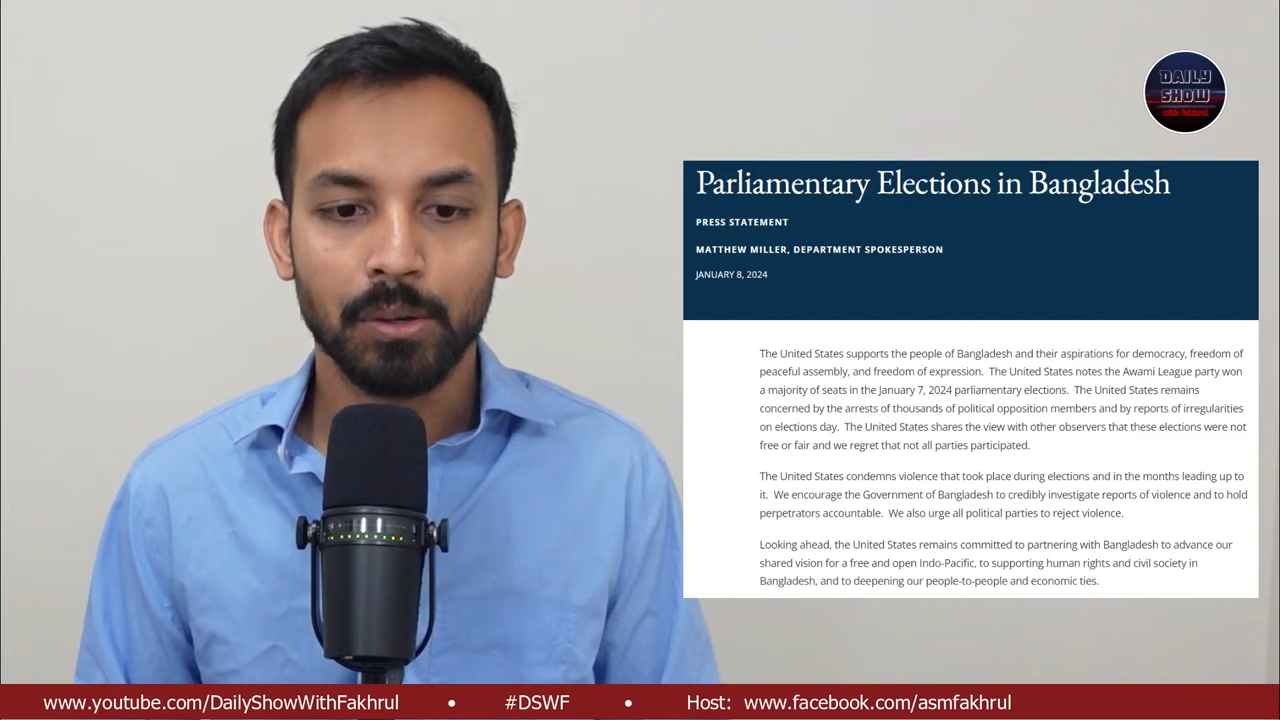 DAILY
SHOW
with Fakhrul
Parliamentary Elections in Bangladesh
PRESS STATEMENT
MATTHEW MILLER, DEPARTMENT SPOKESPERSON
JANUARY 8, 2024
The United States supports the people of Bangladesh and their aspirations for democracy, freedom of
peaceful assembly, and freedom of expression.  The United States notes the Awami League party won
a majority of seats in the January 7, 2024 parliamentary elections.  The United States remains
concerned by the arrests of thousands of political opposition members and by reports of irregularities
on elections day.  The United States shares the view with other observers that these elections were not
free or fair and we regret that not all parties participated.
The United States condemns violence that took place during elections and in the months leading up to
it.  We encourage the Government of Bangladesh to credibly investigate reports of violence and to hold
perpetrators accountable.  We also urge all political parties to reject violence.
Looking ahead, the United States remains committed to partnering with Bangladesh to advance our
shared vision for a free and open Indo-Pacific, to supporting human rights and civil society in
Bangladesh, and to deepening our people-to-people and economic ties.
www.youtube.com/DailyShowWithFakhrul • #DSWF • Host: www.facebook.com/asmfakhrul